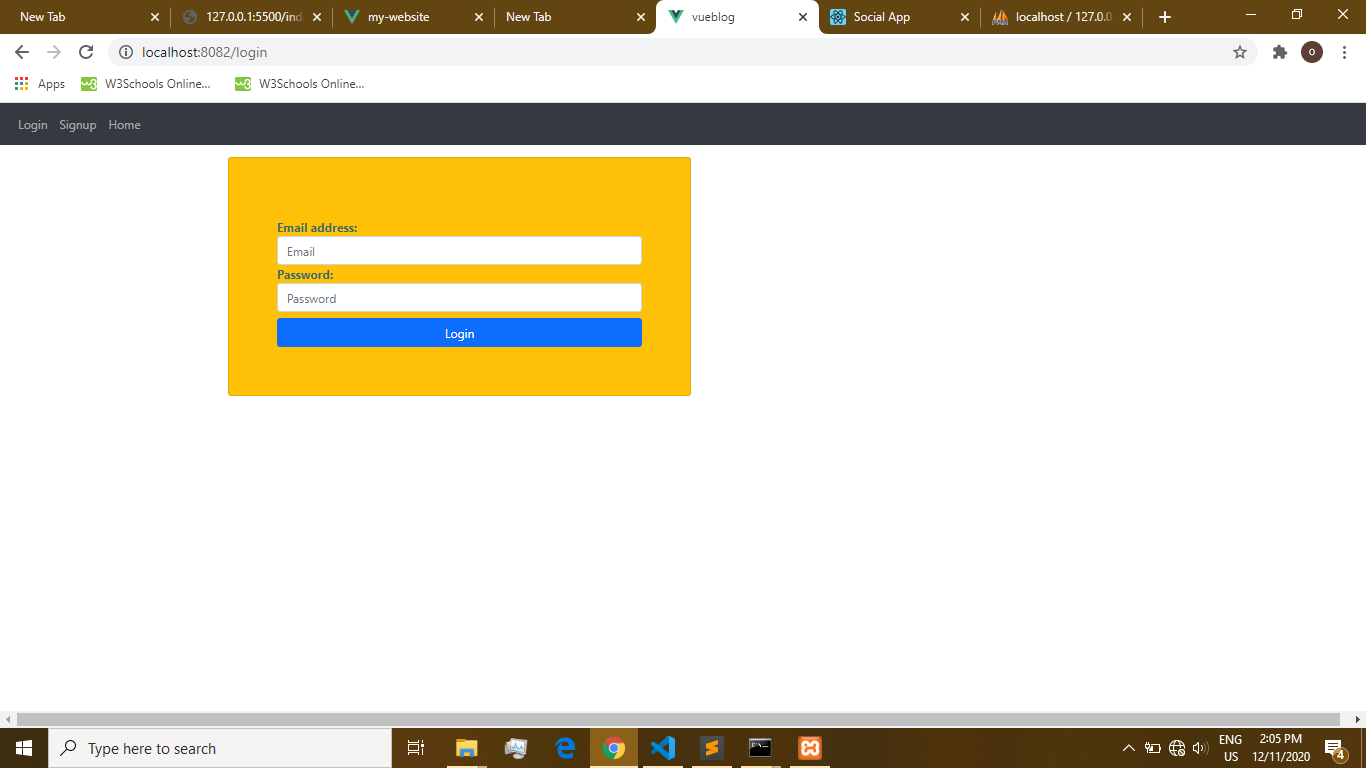 New Tab
127.0.0.1:5500/ind
my-website
New Tab
vueblog
Social App
localhost / 127.0.0
localhost:8082/login
O
Apps
W3Schools Online...
W3Schools Online...
Login Signup Home
Email address:
Email
Password:
Password
Login
Type here to search
ENG
US
2:05 PM
12/11/2020
4